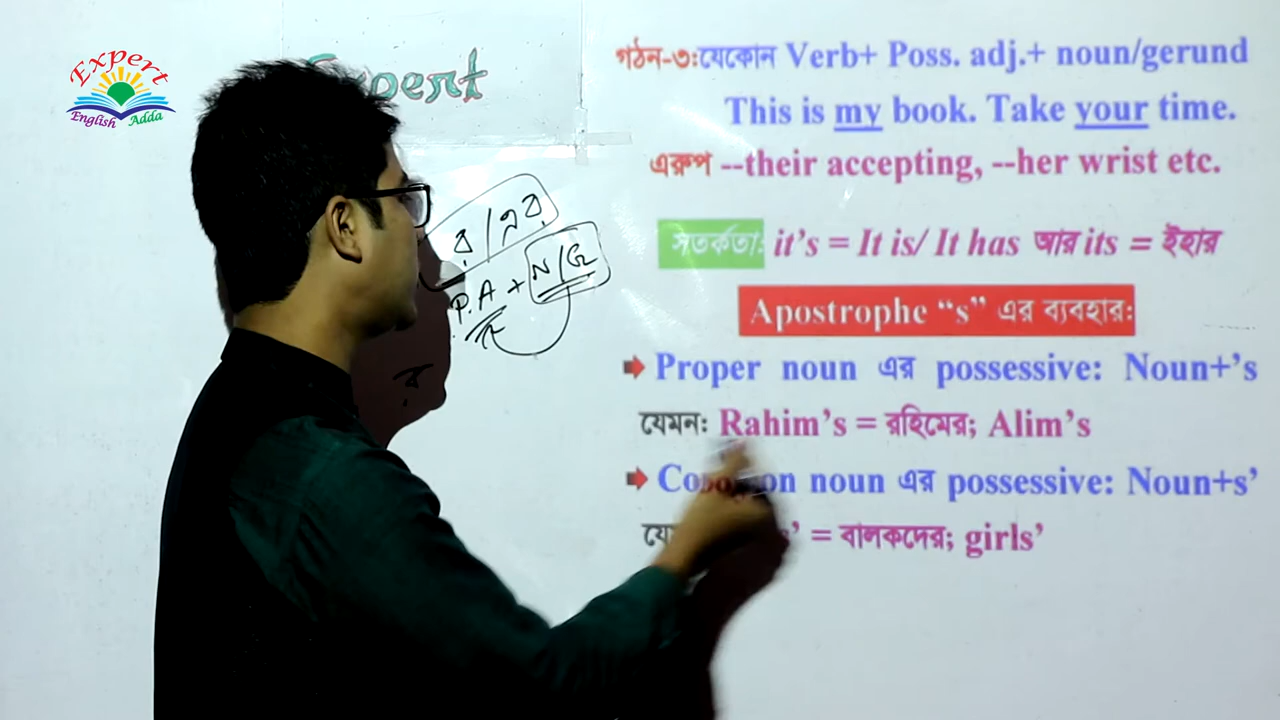 Expert
English Adda
গঠন-৩:যেকোন Verb+ Poss. adj.+ noun/gerund
This is my book. Take your time.
এরুপ --their accepting, --her wrist etc.
সতর্কতা: it’s = It is/ It has আর its = ইহার
Apostrophe “s” এর ব্যবহার:
Proper noun এর possessive: Noun+’s
যেমন: Rahim’s = রহিমের; Alim’s
noun এর possessive: Noun+s’
= বালকদের; girls’
র/এর
P.A + N/G
র